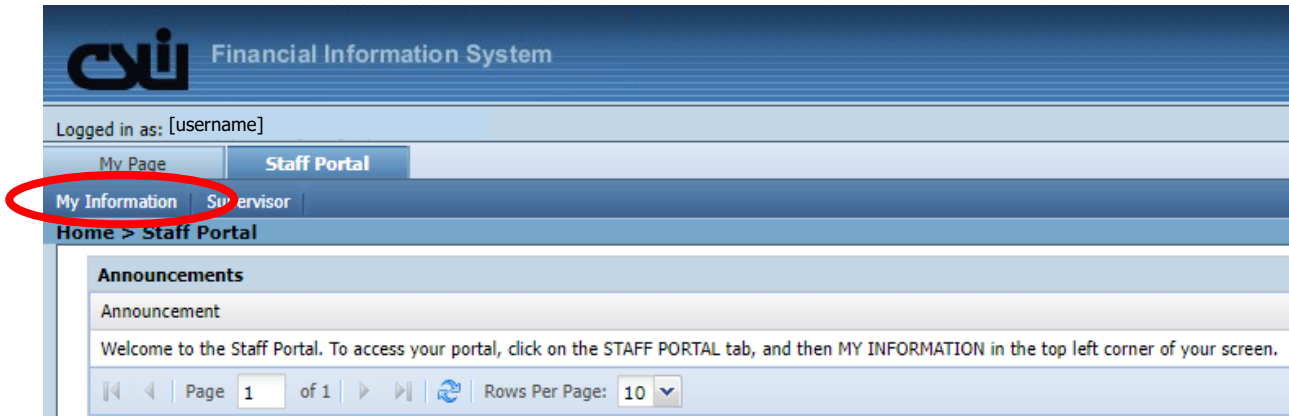 CSIU Financial Information System
Logged in as: [username]
My Page Staff Portal
My Information Supervisor
Home > Staff Portal
Announcements
Announcement
Welcome to the Staff Portal. To access your portal, click on the STAFF PORTAL tab, and then MY INFORMATION in the top left corner of your screen.
Page 1 of 1 Rows Per Page: 10